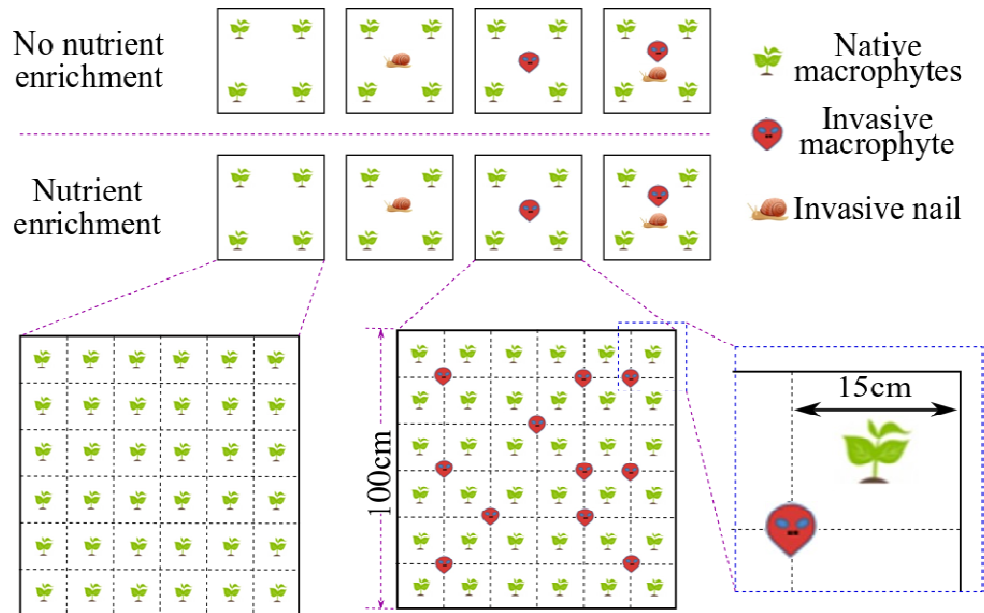 No nutrient
enrichment
Native
macrophytes
Invasive
macrophyte
Nutrient
enrichment
Invasive nail
100cm
15cm